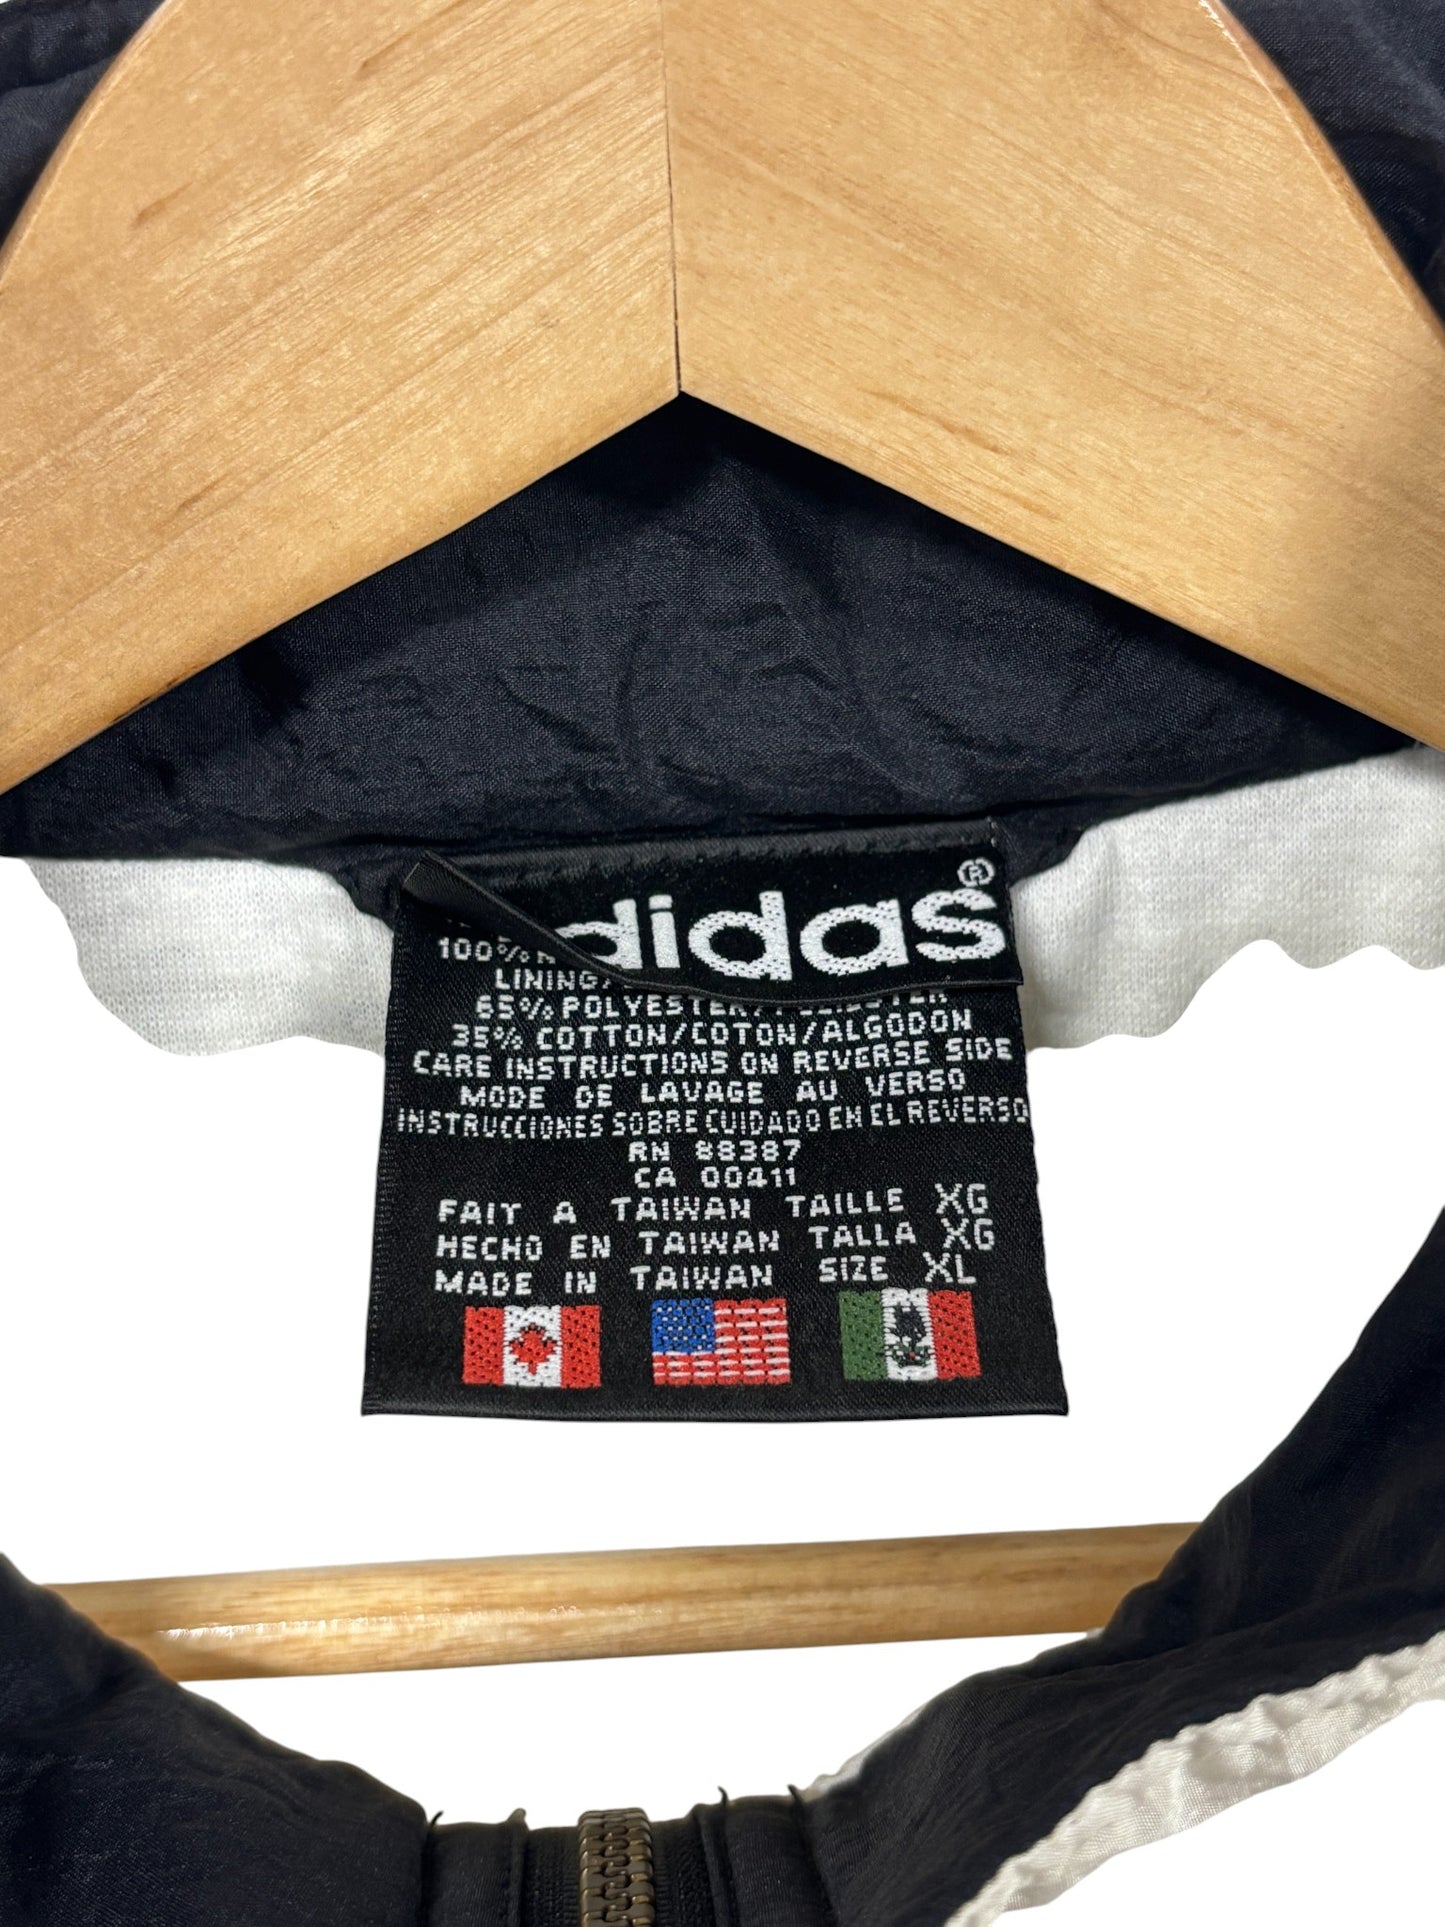 adidas®
100%
LINING/
65% POLYESTER/
35% COTTON/COTON/ALGODON
CARE INSTRUCTIONS ON REVERSE SIDE
MODE DE LAVAGE AU VERSO
INSTRUCCIONES SOBRE CUIDADO EN EL REVERSO
RN 88387
CA 00411
FAIT A TAIWAN TAILLE XG
HECHO EN TAIWAN TALLA XG
MADE IN TAIWAN SIZE XL